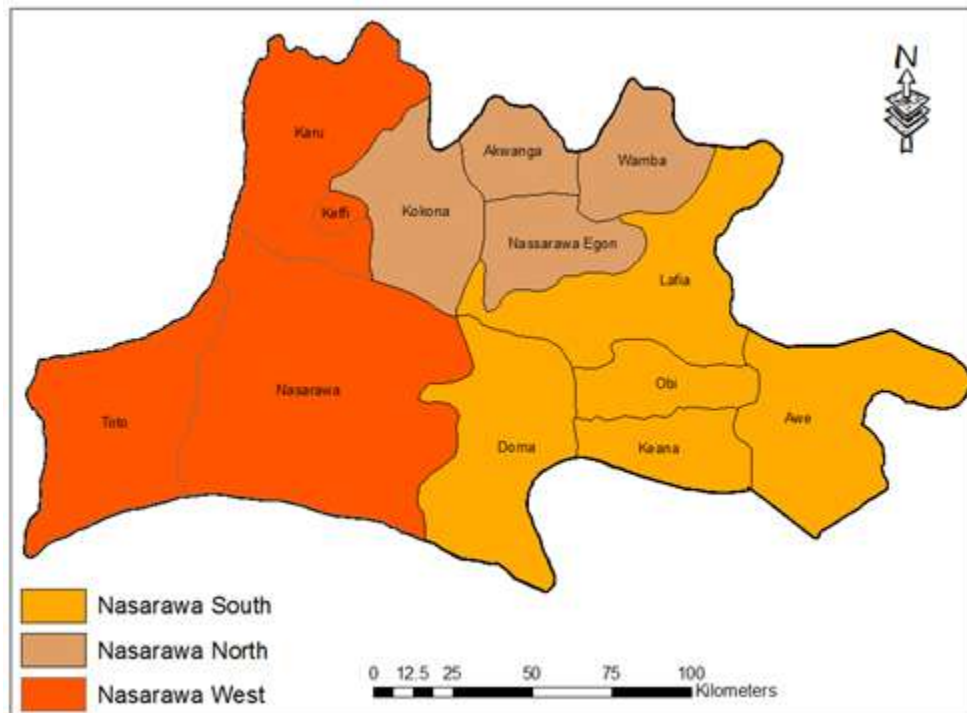 N
Karu
Akwanga
Wamba
Keffi
Kokona
Nassarawa Egon
Lafia
Nasarawa
Obi
Toto
Awe
Doma
Keana
Nasarawa South
Nasarawa North
Nasarawa West
0 12.5 25 50 75 100
Kilometers